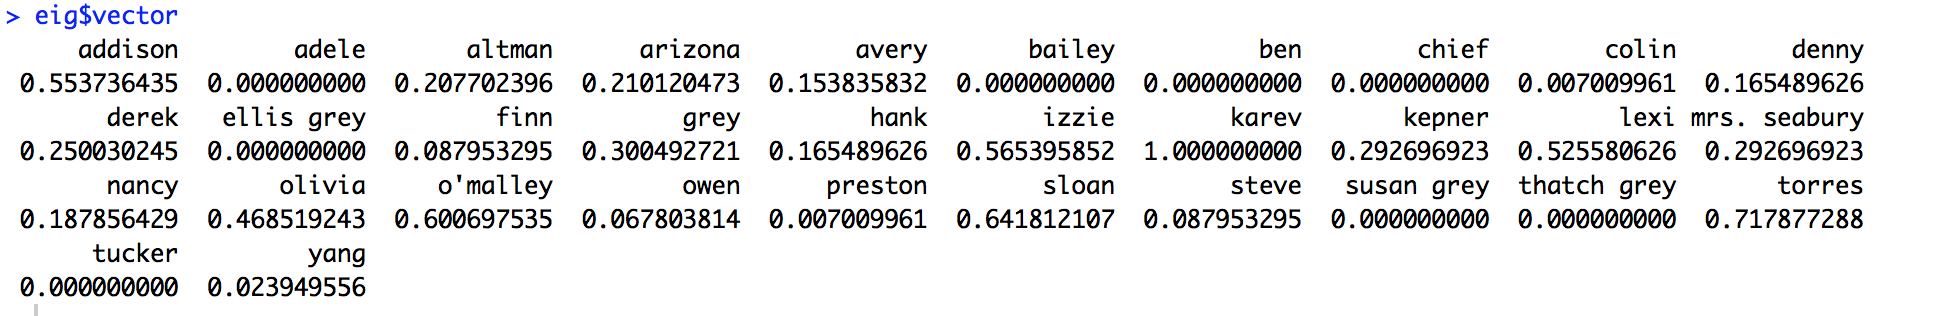 > eig$vector
addison adele altman arizona avery bailey ben chief colin denny
0.553736435 0.000000000 0.207702396 0.210120473 0.153835832 0.000000000 0.000000000 0.000000000 0.007009961 0.165489626
derek ellis grey finn grey hank izzie karev kepner lexi mrs. seabury
0.250030245 0.000000000 0.087953295 0.300492721 0.165489626 0.565395852 1.000000000 0.292696923 0.525580626 0.292696923
nancy olivia o'malley owen preston sloan steve susan grey thatch grey torres
0.187856429 0.468519243 0.600697535 0.067803814 0.007009961 0.641812107 0.087953295 0.000000000 0.000000000 0.717877288
tucker yang
0.000000000 0.023949556